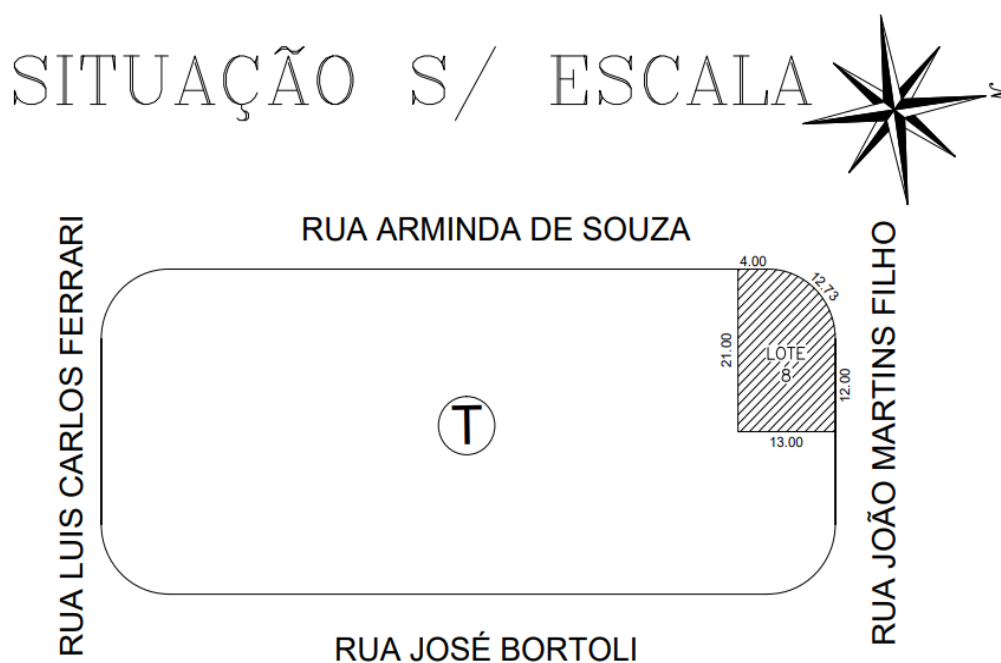 SITUAÇÃO S/ ESCALA
N
RUA ARMINDA DE SOUZA
RUA LUIS CARLOS FERRARI
RUA JOÃO MARTINS FILHO
4.00
12.73
21.00
LOTE
8
12.00
13.00
T
RUA JOSÉ BORTOLI